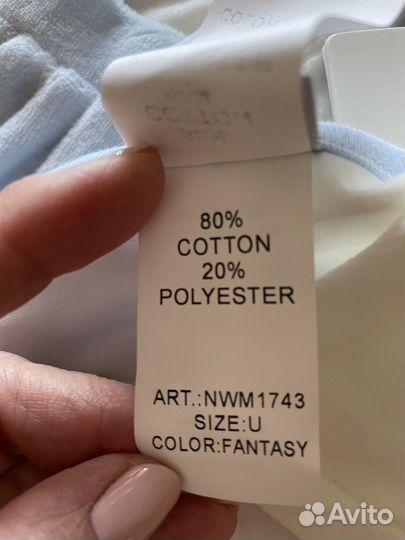 80%
COTTON
20%
POLYESTER
ART.:NWM1743
SIZE:U
COLOR:FANTASY
Avito